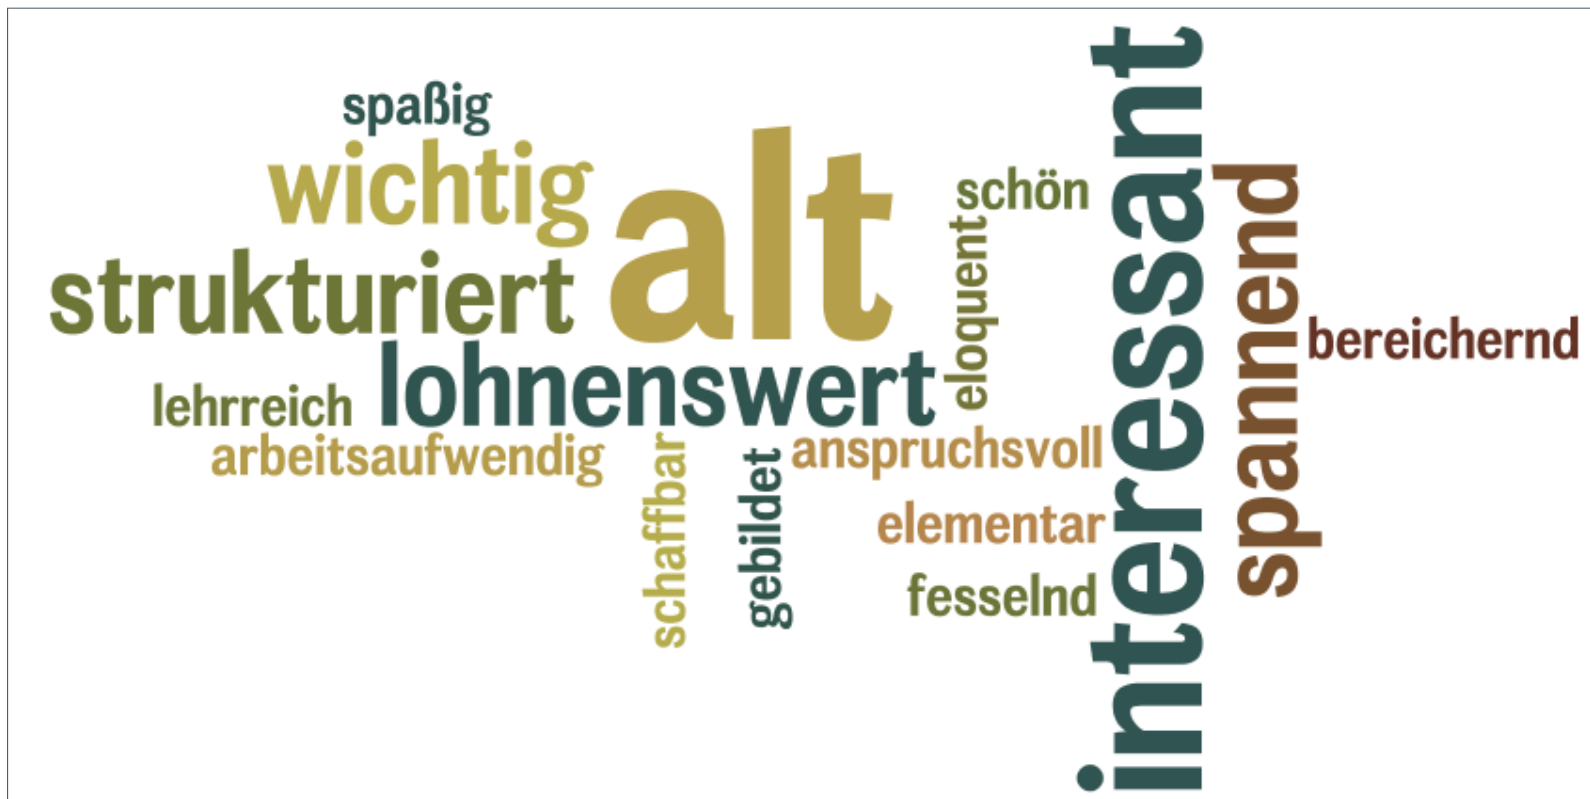 spaßig
wichtig
alt
strukturiert
lohnenswert
lehrreich
arbeitsaufwendig
schaffbar
gebildet
anspruchsvoll
elementar
fesselnd
schön
eloquent
interessant
spannend
bereichernd